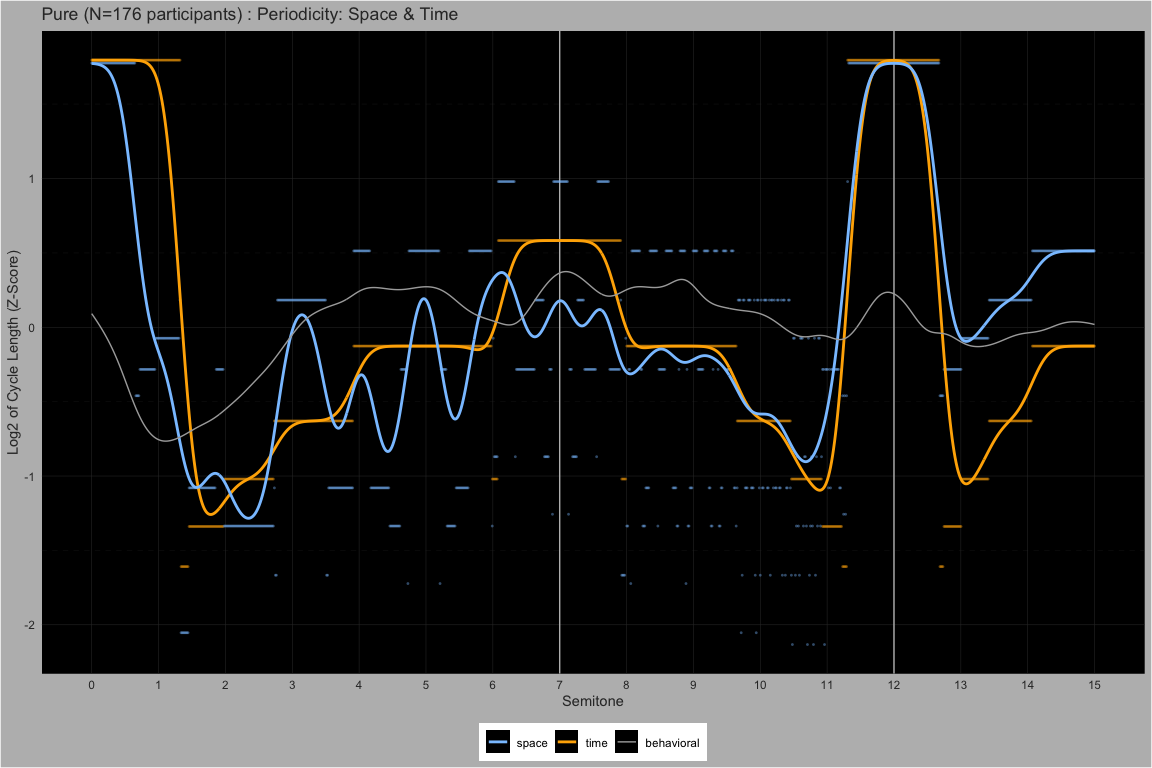 Pure (N=176 participants) : Periodicity: Space & Time
Log2 of Cycle Length (Z-Score)
1
0
-1
-2
0 1 2 3 4 5 6 7 8 9 10 11 12 13 14 15
Semitone
space time behavioral